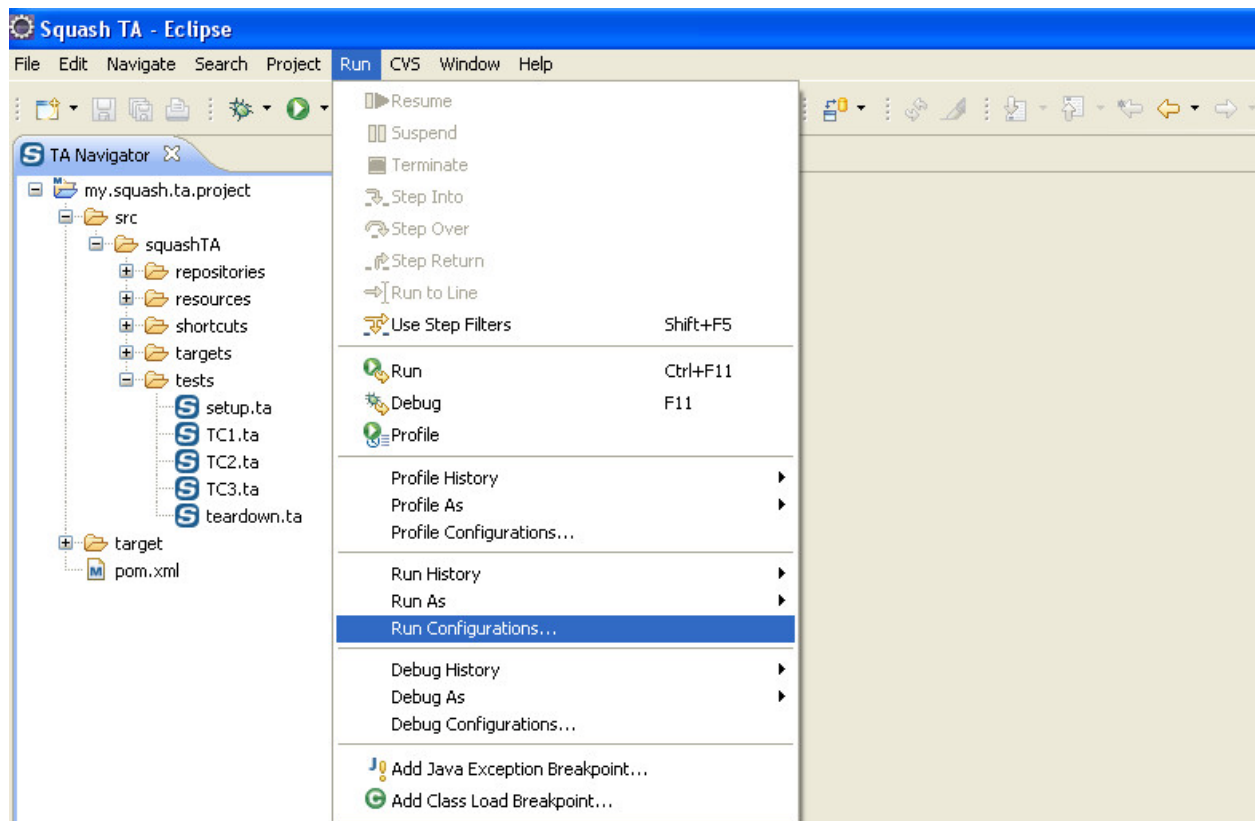 Squash TA - Eclipse
File Edit Navigate Search Project Run CVS Window Help
TA Navigator
my.squash.ta.project
src
squashTA
repositories
resources
shortcuts
targets
tests
setup.ta
TC1.ta
TC2.ta
TC3.ta
teardown.ta
target
pom.xml
Resume
Suspend
Terminate
Step Into
Step Over
Step Return
Run to Line
Use Step Filters Shift+F5
Run Ctrl+F11
Debug F11
Profile
Profile History
Profile As
Profile Configurations...
Run History
Run As
Run Configurations...
Debug History
Debug As
Debug Configurations...
Add Java Exception Breakpoint...
Add Class Load Breakpoint...